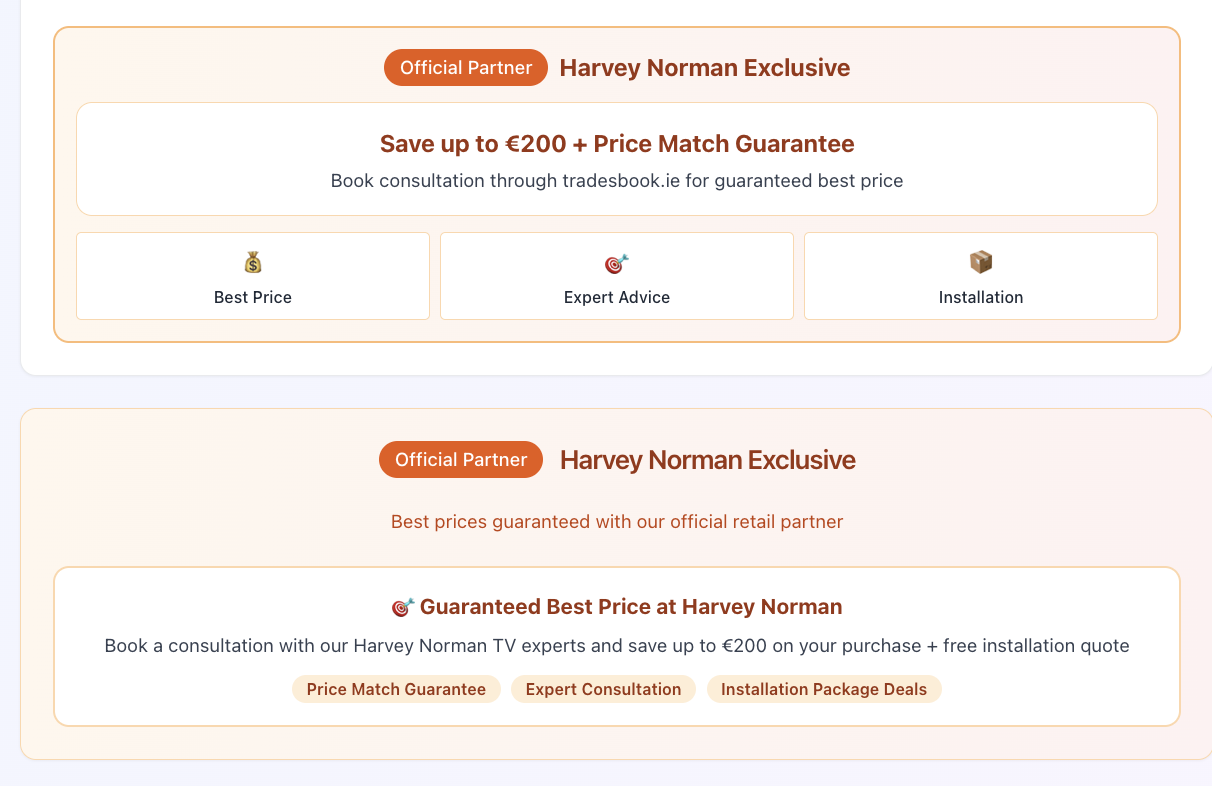 Official Partner Harvey Norman Exclusive
Save up to €200 + Price Match Guarantee
Book consultation through tradesbook.ie for guaranteed best price
Best Price
Expert Advice
Installation
Official Partner Harvey Norman Exclusive
Best prices guaranteed with our official retail partner
🎯 Guaranteed Best Price at Harvey Norman
Book a consultation with our Harvey Norman TV experts and save up to €200 on your purchase + free installation quote
Price Match Guarantee Expert Consultation Installation Package Deals